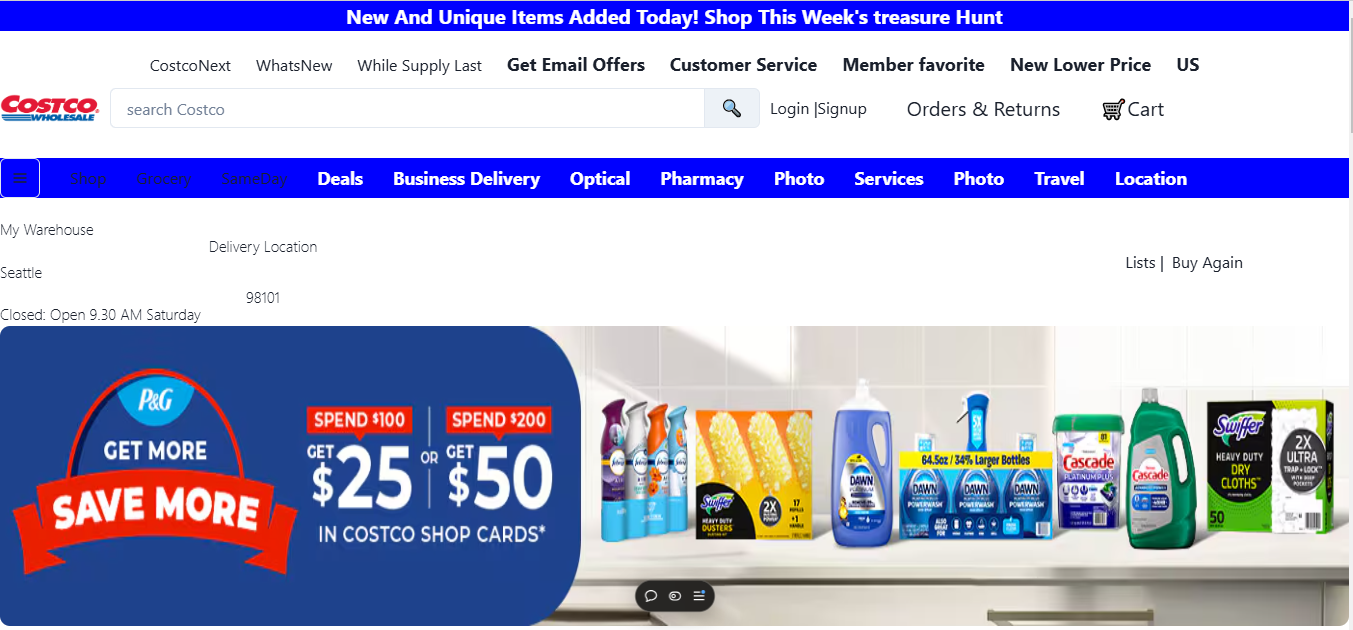 New And Unique Items Added Today! Shop This Week's treasure Hunt
CostcoNext WhatsNew While Supply Last Get Email Offers Customer Service Member favorite New Lower Price US
COSTCO WHOLESALE
search Costco
Login |Signup Orders & Returns Cart
Shop Grocery SameDay Deals Business Delivery Optical Pharmacy Photo Services Photo Travel Location
My Warehouse
Delivery Location
Seattle
Lists | Buy Again
98101
Closed: Open 9.30 AM Saturday
P&G
GET MORE
SAVE MORE
SPEND $100
GET $25
OR
SPEND $200
GET $50
IN COSTCO SHOP CARDS*
febreze
Swiffer
HEAVY DUTY
DUSTERS
2X
17
+1
DAWN
PLATINUM
64.5oz / 34% Larger Bottles
DAWN DAWN DAWN
POWERWASH POWERWASH POWERWASH
Cascade
PLATINUM PLUS
Cascade
Swiffer
HEAVY DUTY
DRY
CLOTHS
50
2X
ULTRA
TRAP + LOCK
WITH DEEP
POCKETS